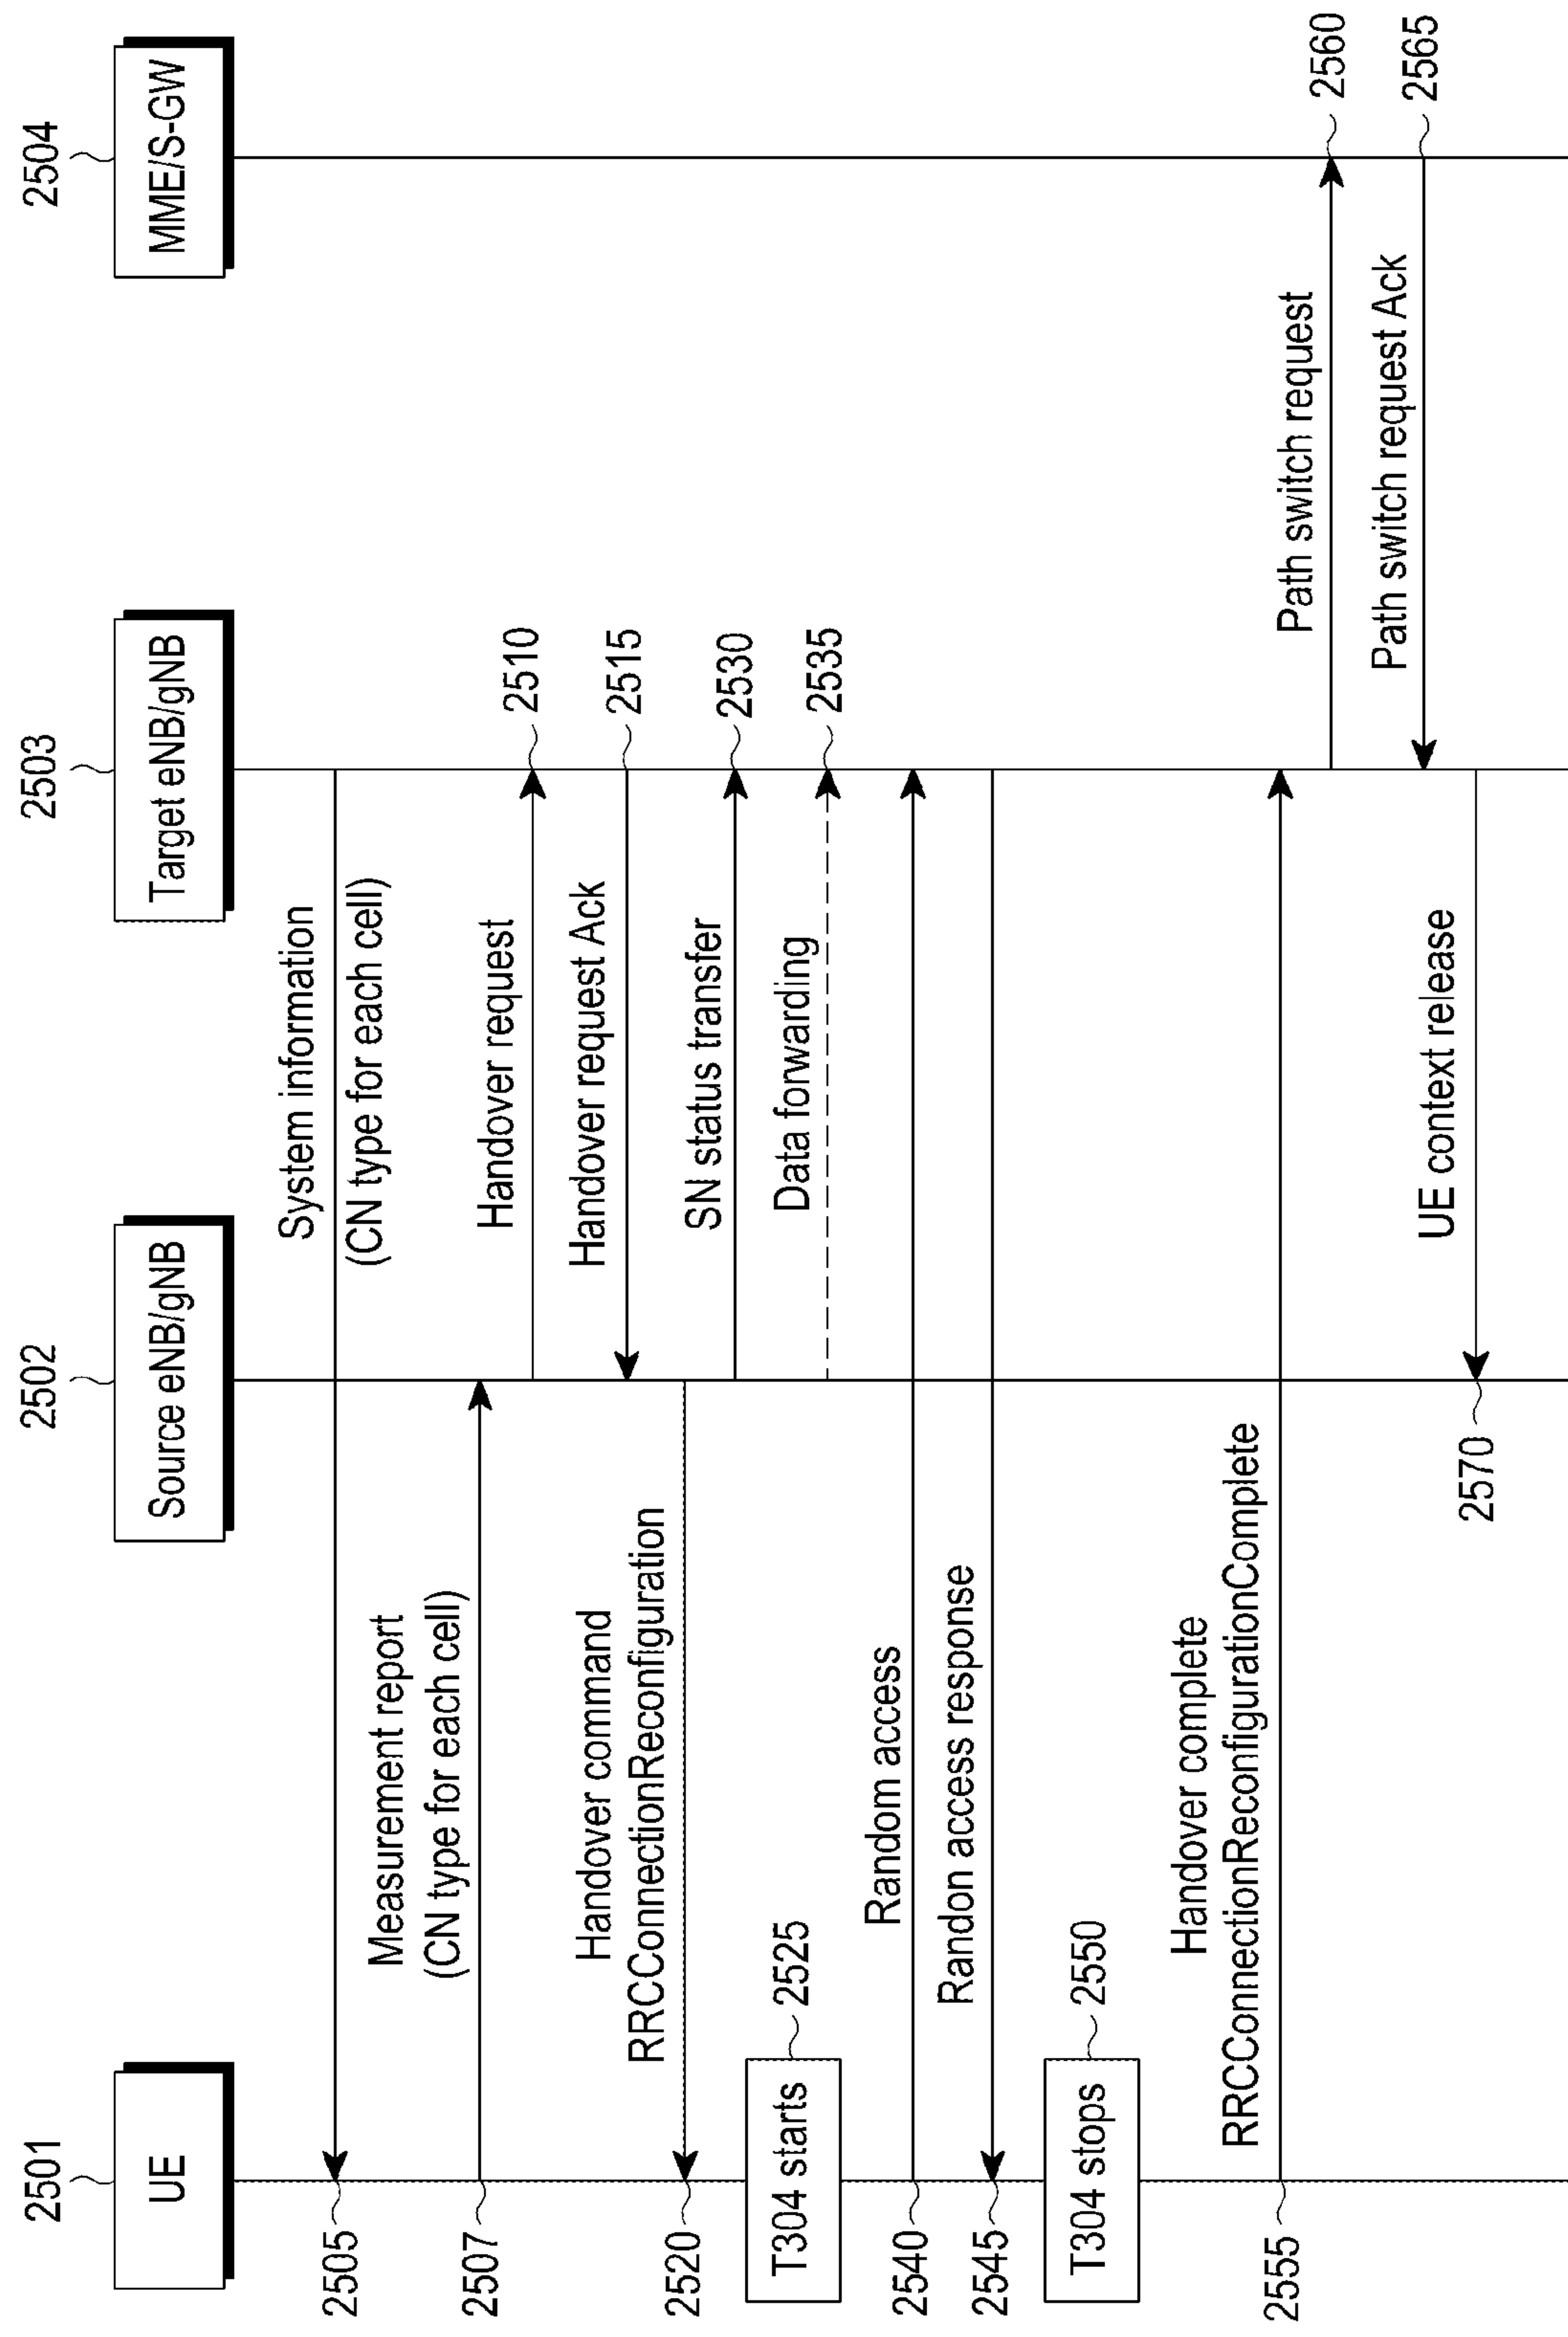 2501
2502
2503
2504
UE
Source eNB/gNB
Target eNB/gNB
MME/S-GW
System information
(CN type for each cell)
2505
Measurement report
(CN type for each cell)
2507
Handover request
2510
Handover request Ack
2515
Handover command
RRCConnectionReconfiguration
2520
SN status transfer
2530
T304 starts
2525
Data forwarding
2535
Random access
2540
Randon access response
2545
T304 stops
2550
Handover complete
RRCConnectionReconfigurationComplete
2555
Path switch request
2560
Path switch request Ack
2565
UE context release
2570